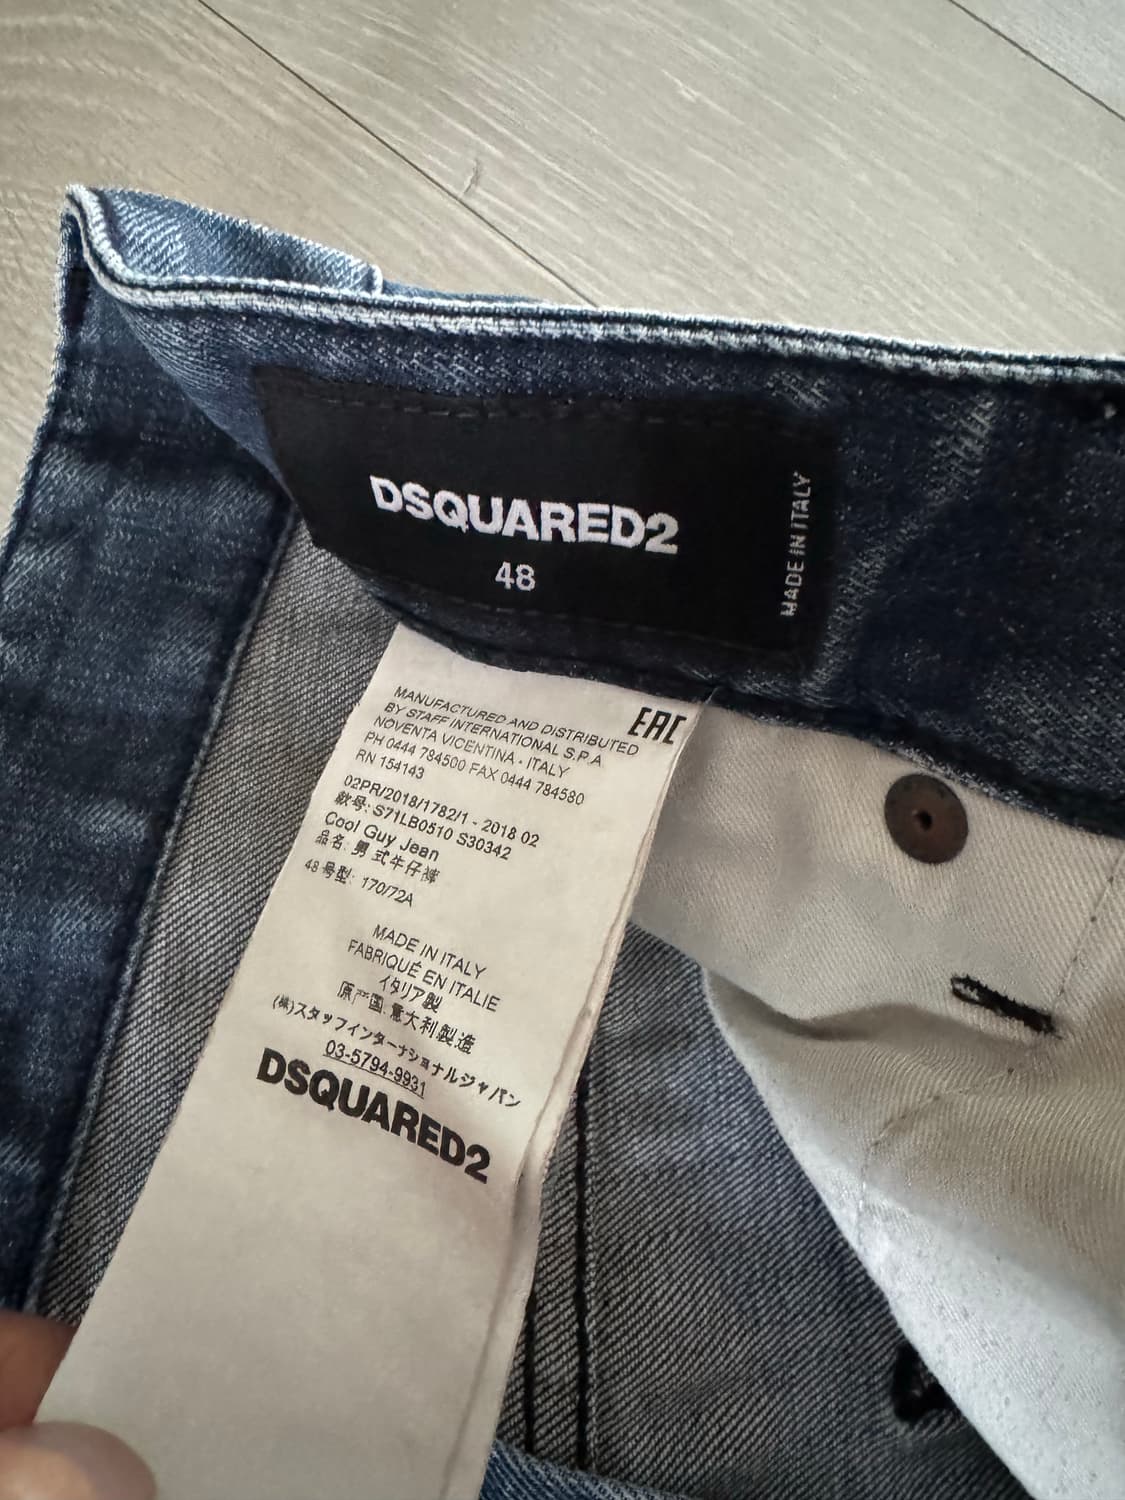 DSQUARED2
48
MADE IN ITALY
EAC
MANUFACTURED AND DISTRIBUTED
BY STAFF INTERNATIONAL S.P.A.
NOVENTA VICENTINA - ITALY
PH 0444 784500 FAX 0444 784580
RN 154143
02PR/2018/1782/1 - 2018 02
款号: S71LB0510 S30342
Cool Guy Jean
品名: 男式牛仔裤
48 号型: 170/72A
MADE IN ITALY
FABRIQUÉ EN ITALIE
イタリア製
原产国: 意大利製造
(株)スタッフインターナショナルジャパン
03-5794-9931
DSQUARED2